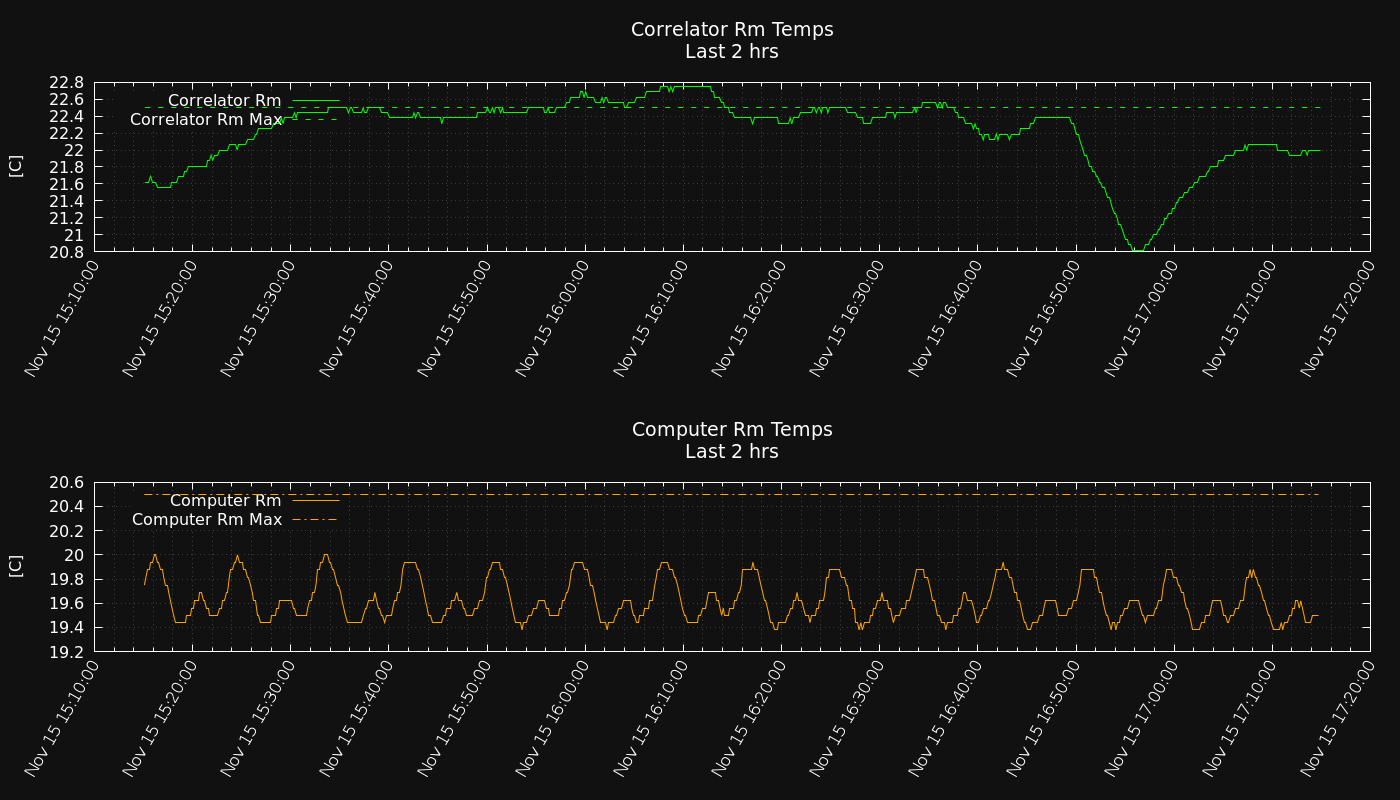 Correlator Rm Temps
Last 2 hrs
22.8
22.6
22.4
22.2
22
21.8
21.6
21.4
21.2
21
20.8
[C]
Correlator Rm
Correlator Rm Max
Nov 15 15:10:00
Nov 15 15:20:00
Nov 15 15:30:00
Nov 15 15:40:00
Nov 15 15:50:00
Nov 15 16:00:00
Nov 15 16:10:00
Nov 15 16:20:00
Nov 15 16:30:00
Nov 15 16:40:00
Nov 15 16:50:00
Nov 15 17:00:00
Nov 15 17:10:00
Nov 15 17:20:00
Computer Rm Temps
Last 2 hrs
20.6
20.4
20.2
20
19.8
19.6
19.4
19.2
[C]
Computer Rm
Computer Rm Max
Nov 15 15:10:00
Nov 15 15:20:00
Nov 15 15:30:00
Nov 15 15:40:00
Nov 15 15:50:00
Nov 15 16:00:00
Nov 15 16:10:00
Nov 15 16:20:00
Nov 15 16:30:00
Nov 15 16:40:00
Nov 15 16:50:00
Nov 15 17:00:00
Nov 15 17:10:00
Nov 15 17:20:00